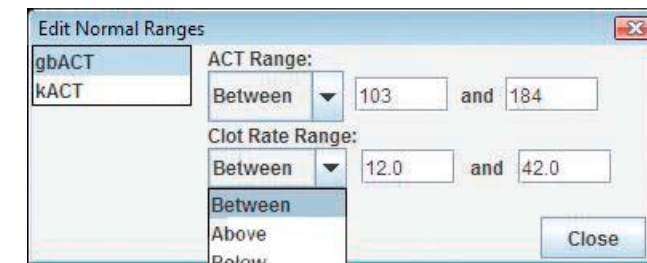 Edit Normal Ranges
gbACT
kACT
ACT Range:
Between 103 and 184
Clot Rate Range:
Between 12.0 and 42.0
Between
Above
Below
Close